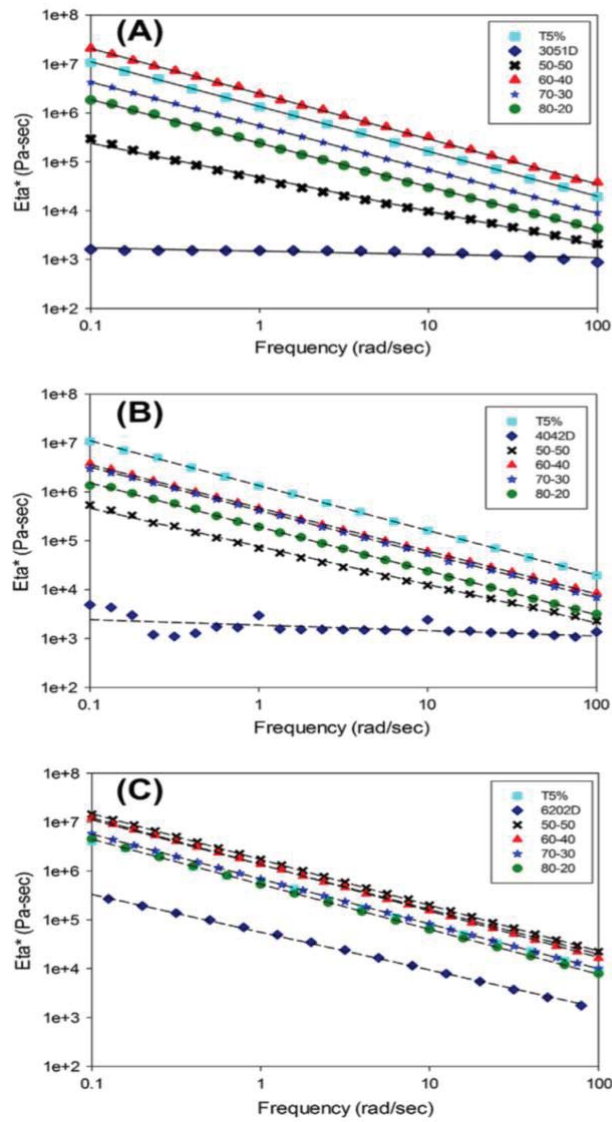 (A)
1e+8
1e+7
1e+6
1e+5
1e+4
1e+3
1e+2
Eta* (Pa-sec)
T5%
3051D
50-50
60-40
70-30
80-20
0.1 1 10 100
Frequency (rad/sec)
(B)
1e+8
1e+7
1e+6
1e+5
1e+4
1e+3
1e+2
Eta* (Pa-sec)
T5%
4042D
50-50
60-40
70-30
80-20
0.1 1 10 100
Frequency (rad/sec)
(C)
1e+8
1e+7
1e+6
1e+5
1e+4
1e+3
1e+2
Eta* (Pa-sec)
T5%
6202D
50-50
60-40
70-30
80-20
0.1 1 10 100
Frequency (rad/sec)